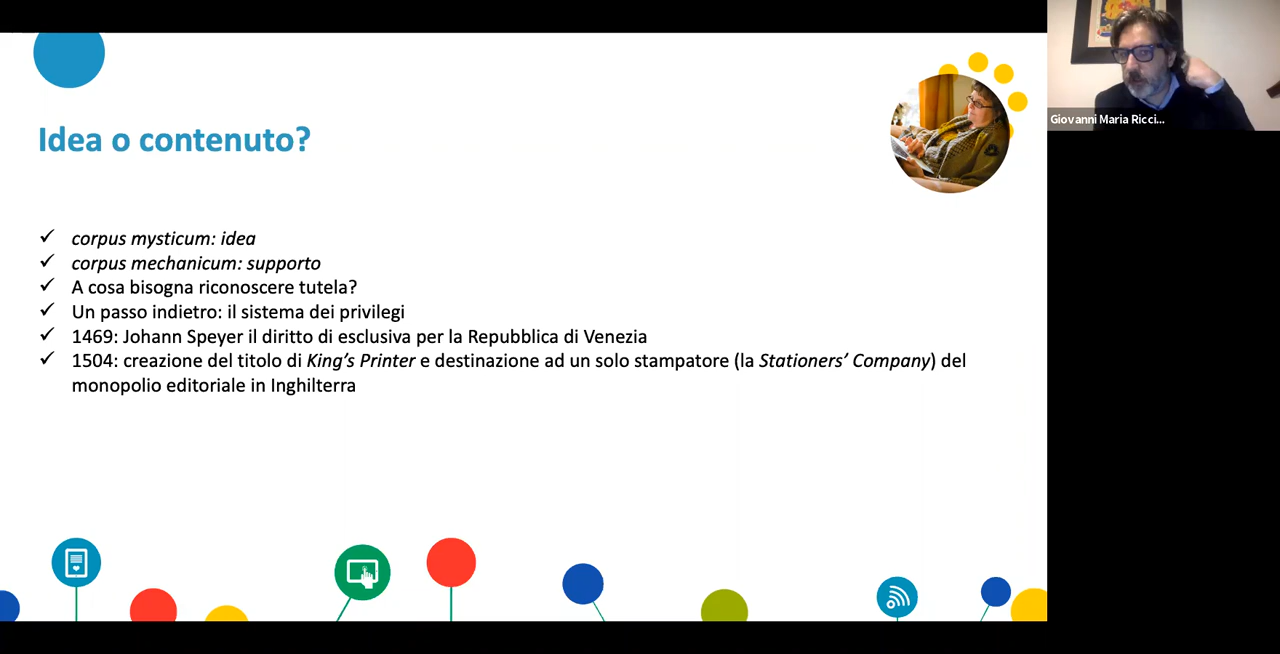 Idea o contenuto?
corpus mysticum: idea
corpus mechanicum: supporto
A cosa bisogna riconoscere tutela?
Un passo indietro: il sistema dei privilegi
1469: Johann Speyer il diritto di esclusiva per la Repubblica di Venezia
1504: creazione del titolo di King’s Printer e destinazione ad un solo stampatore (la Stationers’ Company) del
monopolio editoriale in Inghilterra
Giovanni Maria Ricci...